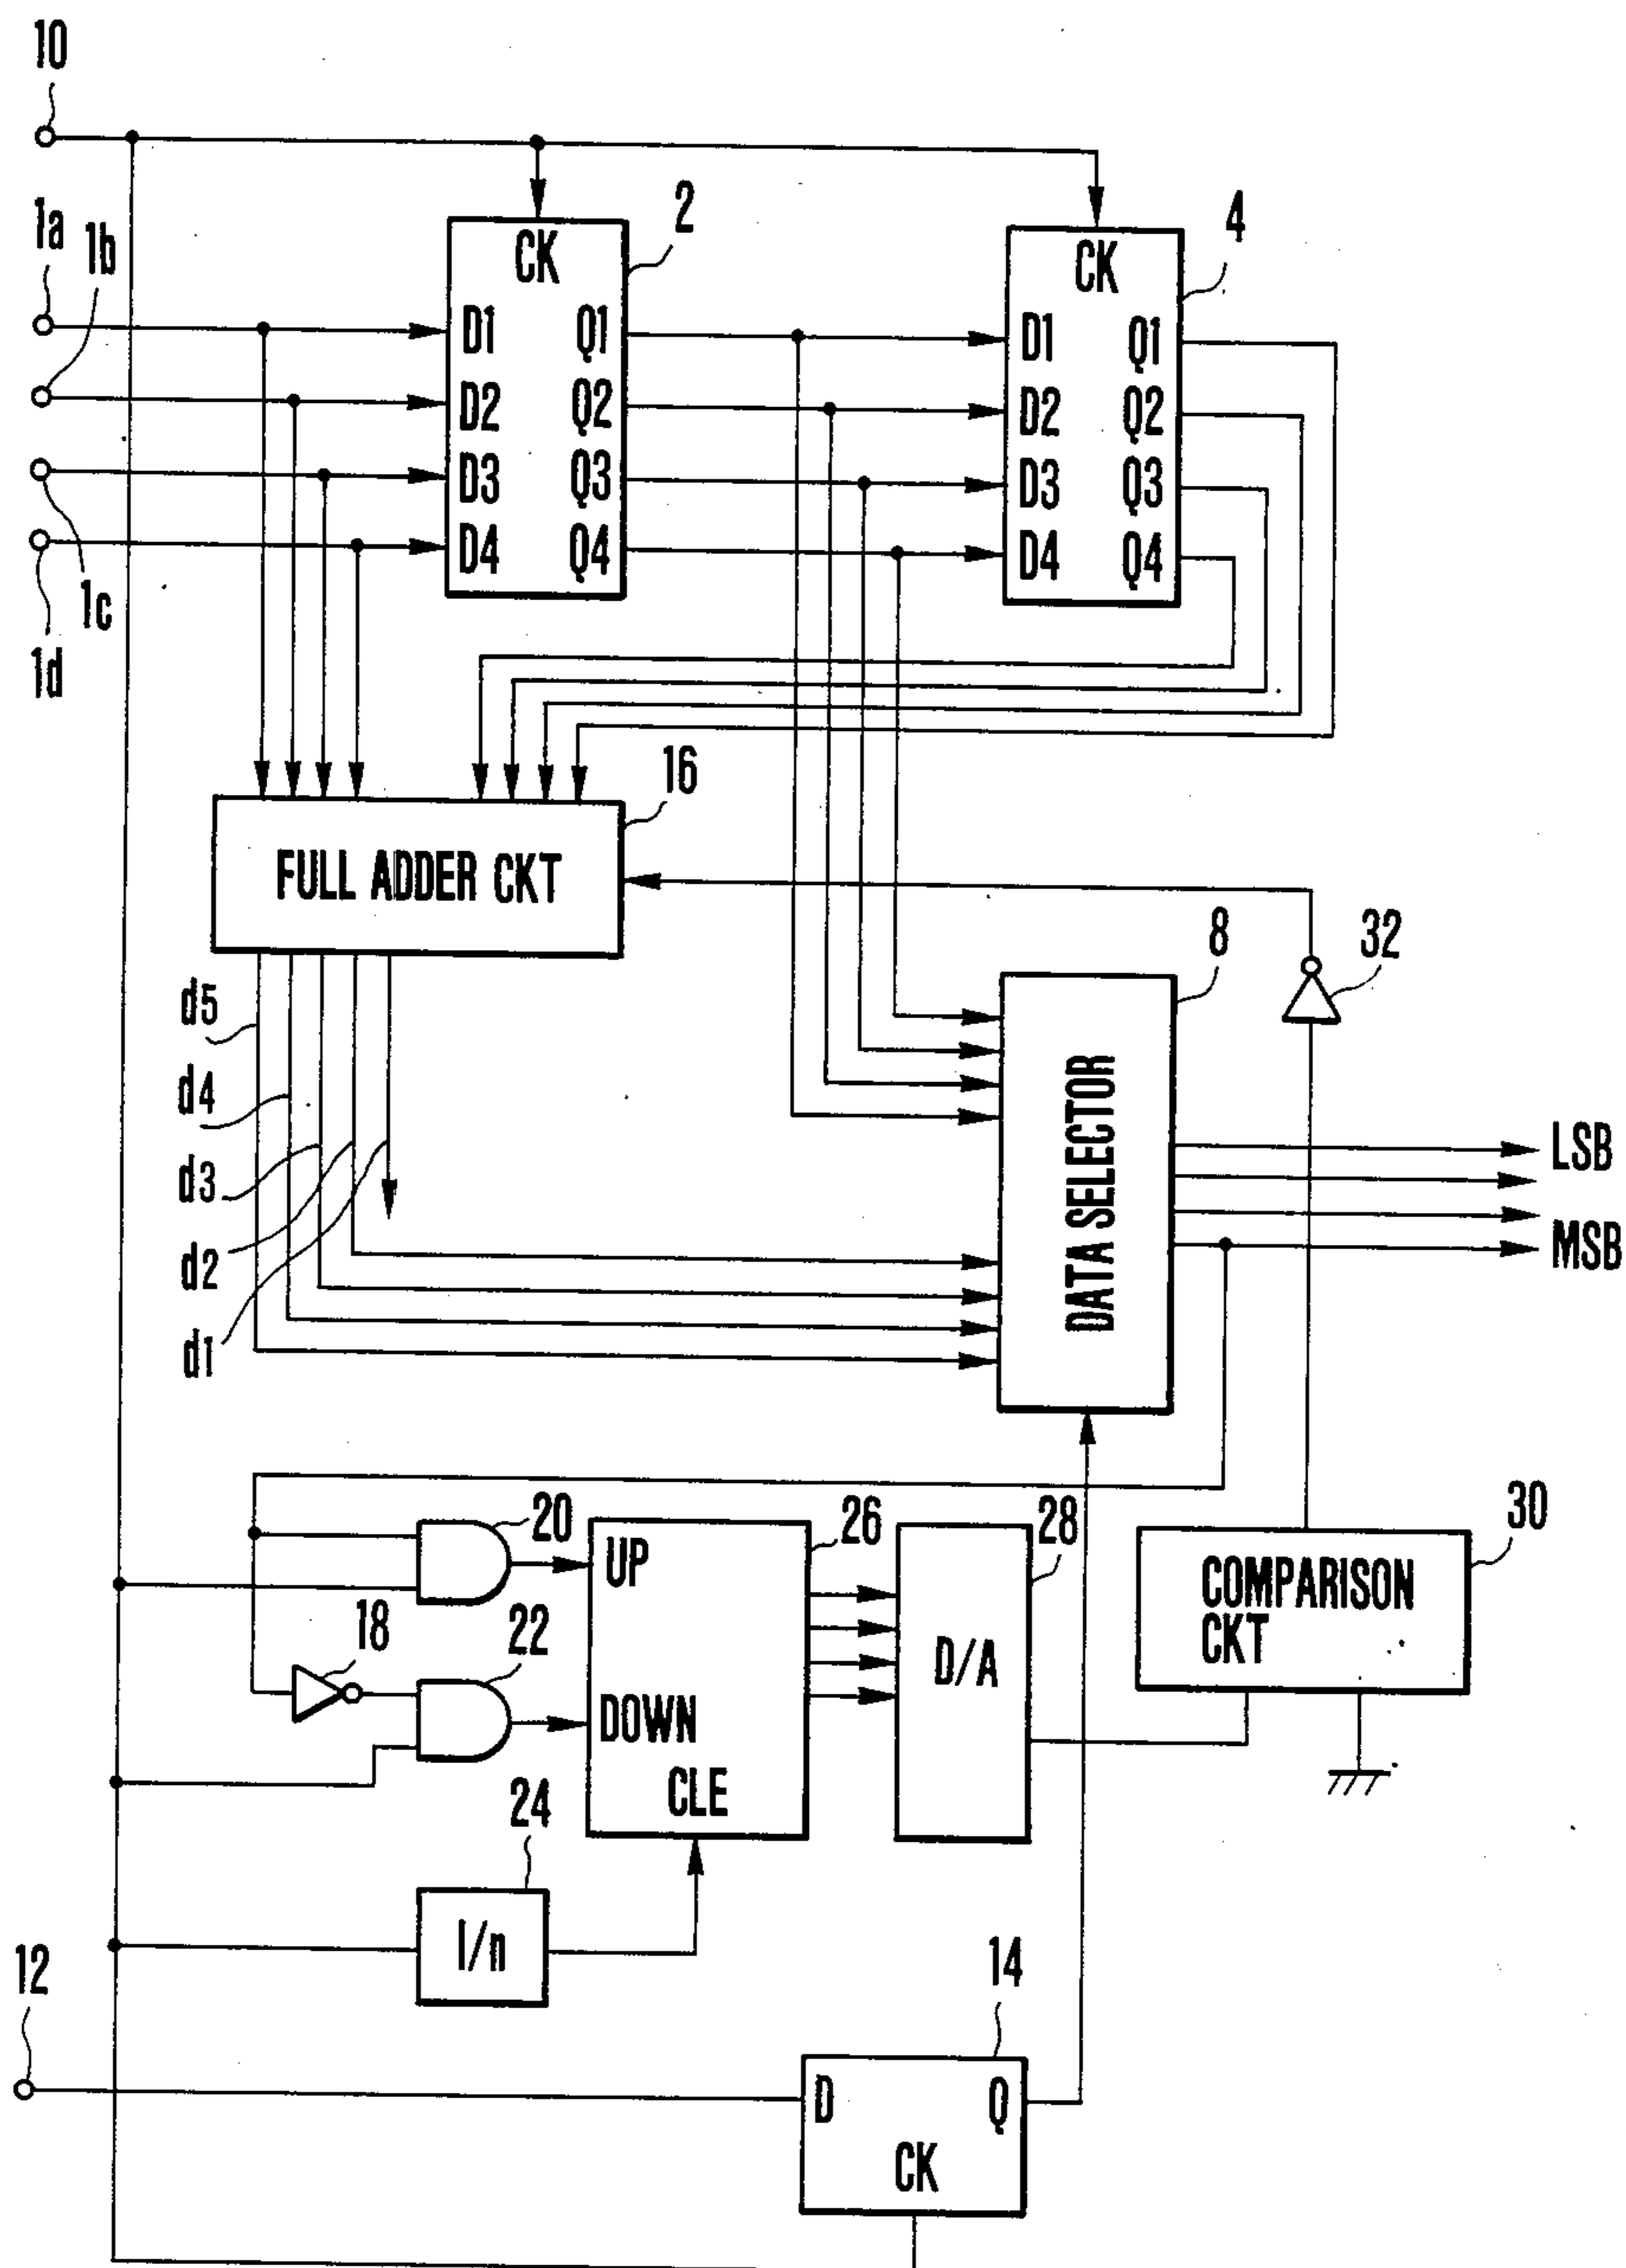 10
1a
1b
2
4
CK
CK
D1
Q1
D1
Q1
D2
Q2
D2
Q2
D3
Q3
D3
Q3
D4
Q4
D4
Q4
1c
1d
16
FULL ADDER CKT
8
32
d5
d4
d3
d2
d1
DATA SELECTOR
LSB
MSB
20
26
28
30
UP
COMPARISON
CKT
18
22
D/A
DOWN
CLE
24
1/n
12
14
D
Q
CK